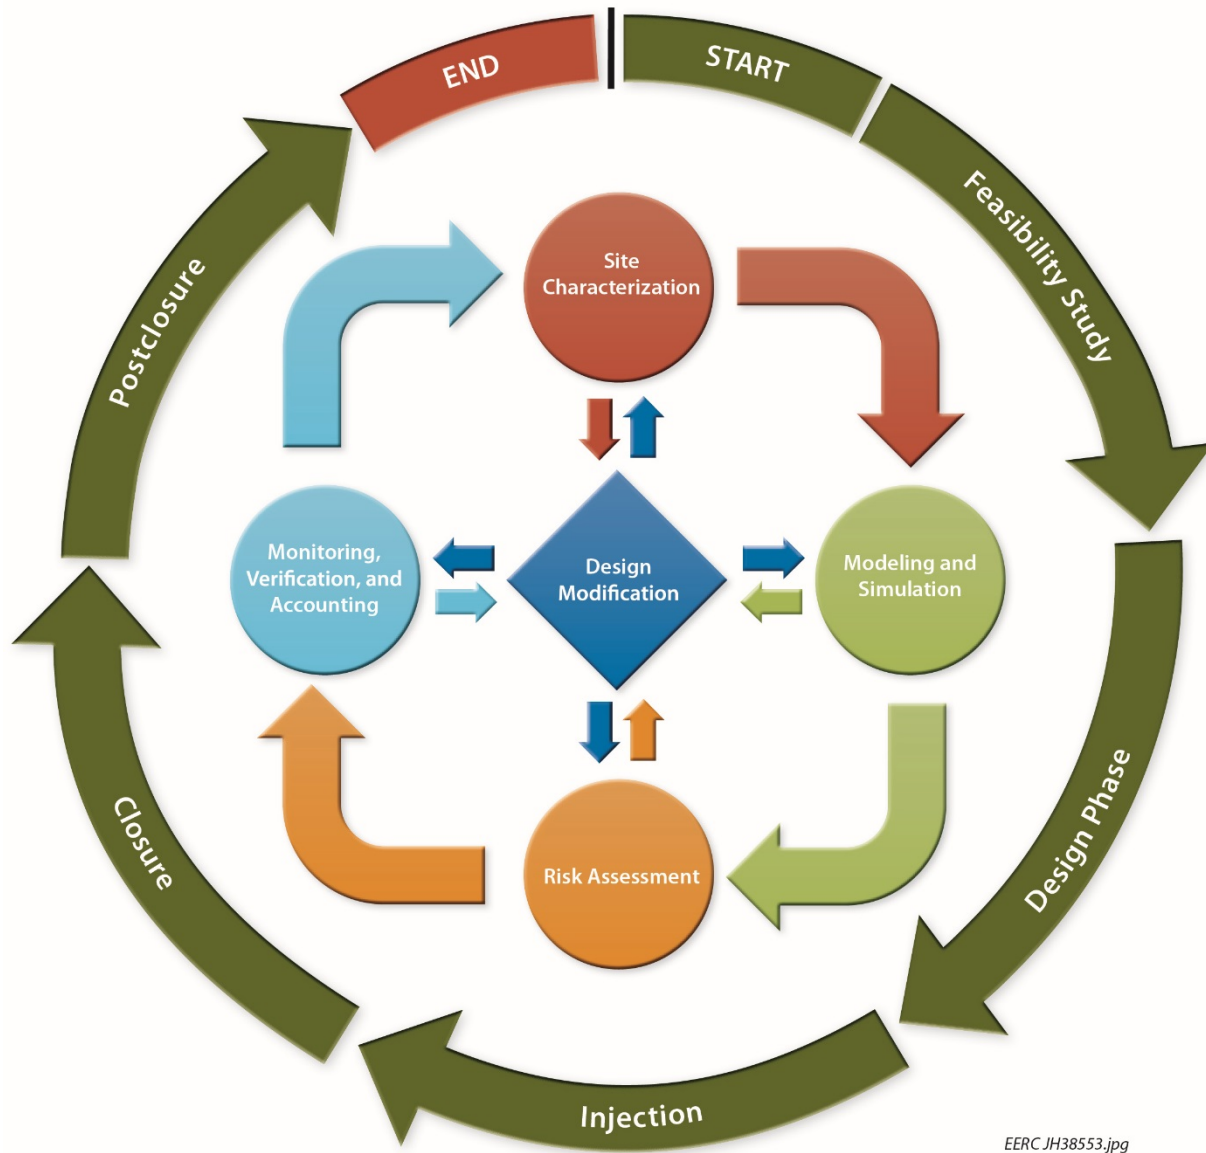 END
START
Feasibility Study
Site
Characterization
Postclosure
Monitoring,
Verification, and
Accounting
Design
Modification
Modeling and
Simulation
Design Phase
Closure
Risk Assessment
Injection
EERC JH38553.jpg